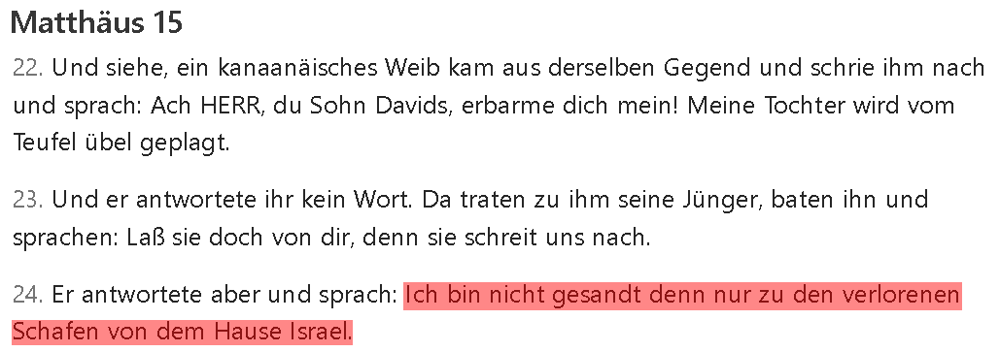 Matthäus 15
22. Und siehe, ein kanaanäisches Weib kam aus derselben Gegend und schrie ihm nach
und sprach: Ach HERR, du Sohn Davids, erbarme dich mein! Meine Tochter wird vom
Teufel übel geplagt.
23. Und er antwortete ihr kein Wort. Da traten zu ihm seine Jünger, baten ihn und
sprachen: Laß sie doch von dir, denn sie schreit uns nach.
24. Er antwortete aber und sprach: Ich bin nicht gesandt denn nur zu den verlorenen
Schafen von dem Hause Israel.